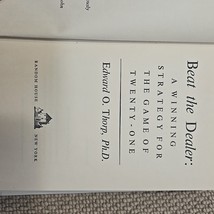 Beat the Dealer:
A WINNING
STRATEGY FOR
THE GAME OF
TWENTY-ONE
Edward O. Thorp, Ph.D.
RANDOM HOUSE
NEW YORK